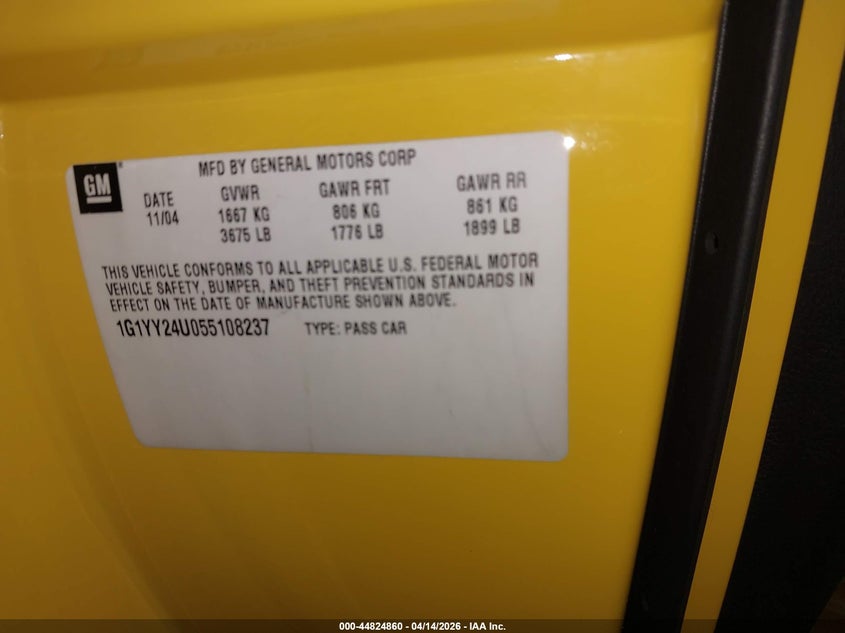 GM
MFD BY GENERAL MOTORS CORP
DATE GVWR GAWR FRT GAWR RR
11/04 1667 KG 806 KG 861 KG
3675 LB 1776 LB 1899 LB
THIS VEHICLE CONFORMS TO ALL APPLICABLE U.S. FEDERAL MOTOR
VEHICLE SAFETY, BUMPER, AND THEFT PREVENTION STANDARDS IN
EFFECT ON THE DATE OF MANUFACTURE SHOWN ABOVE.
1G1YY24U055108237 TYPE: PASS CAR
000-44824860 - 04/14/2026 - IAA Inc.